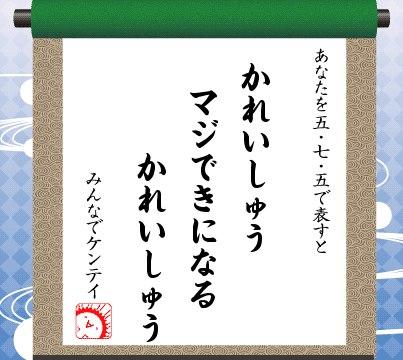 あなたを五・七・五で表すと
かれいしゅう
マジできになる
かれいしゅう
みんなでケンテイ